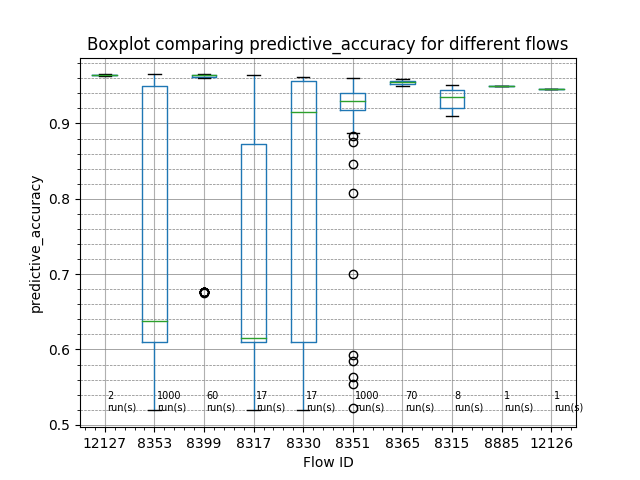 Boxplot comparing predictive_accuracy for different flows
predictive_accuracy
0.9
0.8
0.7
0.6
0.5
2 1000 60 17 17 1000 70 8 1 1
run(s) run(s) run(s) run(s) run(s) run(s) run(s) run(s) run(s) run(s)
12127 8353 8399 8317 8330 8351 8365 8315 8885 12126
Flow ID